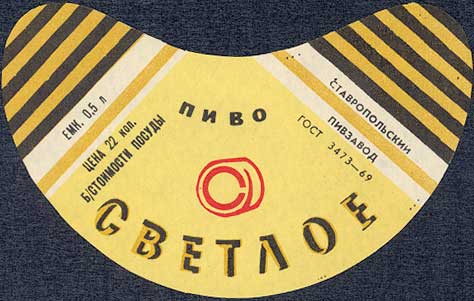 ПИВО
СВЕТЛОЕ
ЕМК. 0,5 л
ЦЕНА 22 коп.
Б/СТОИМОСТИ ПОСУДЫ
СТАВРОПОЛЬСКИЙ
ПИВЗАВОД
ГОСТ 3473—69